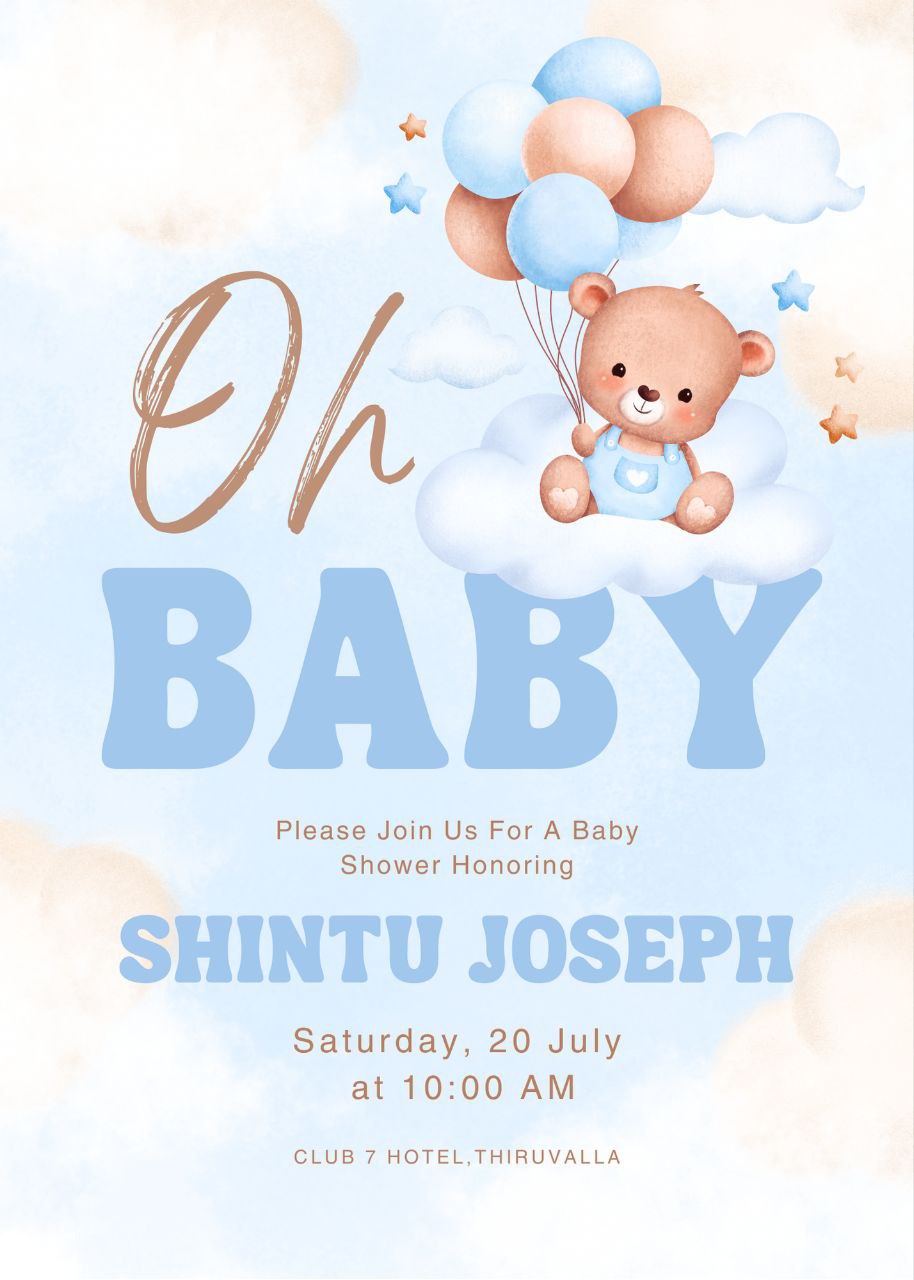 Oh
BABY
Please Join Us For A Baby
Shower Honoring
SHINTU JOSEPH
Saturday, 20 July
at 10:00 AM
CLUB 7 HOTEL,THIRUVALLA